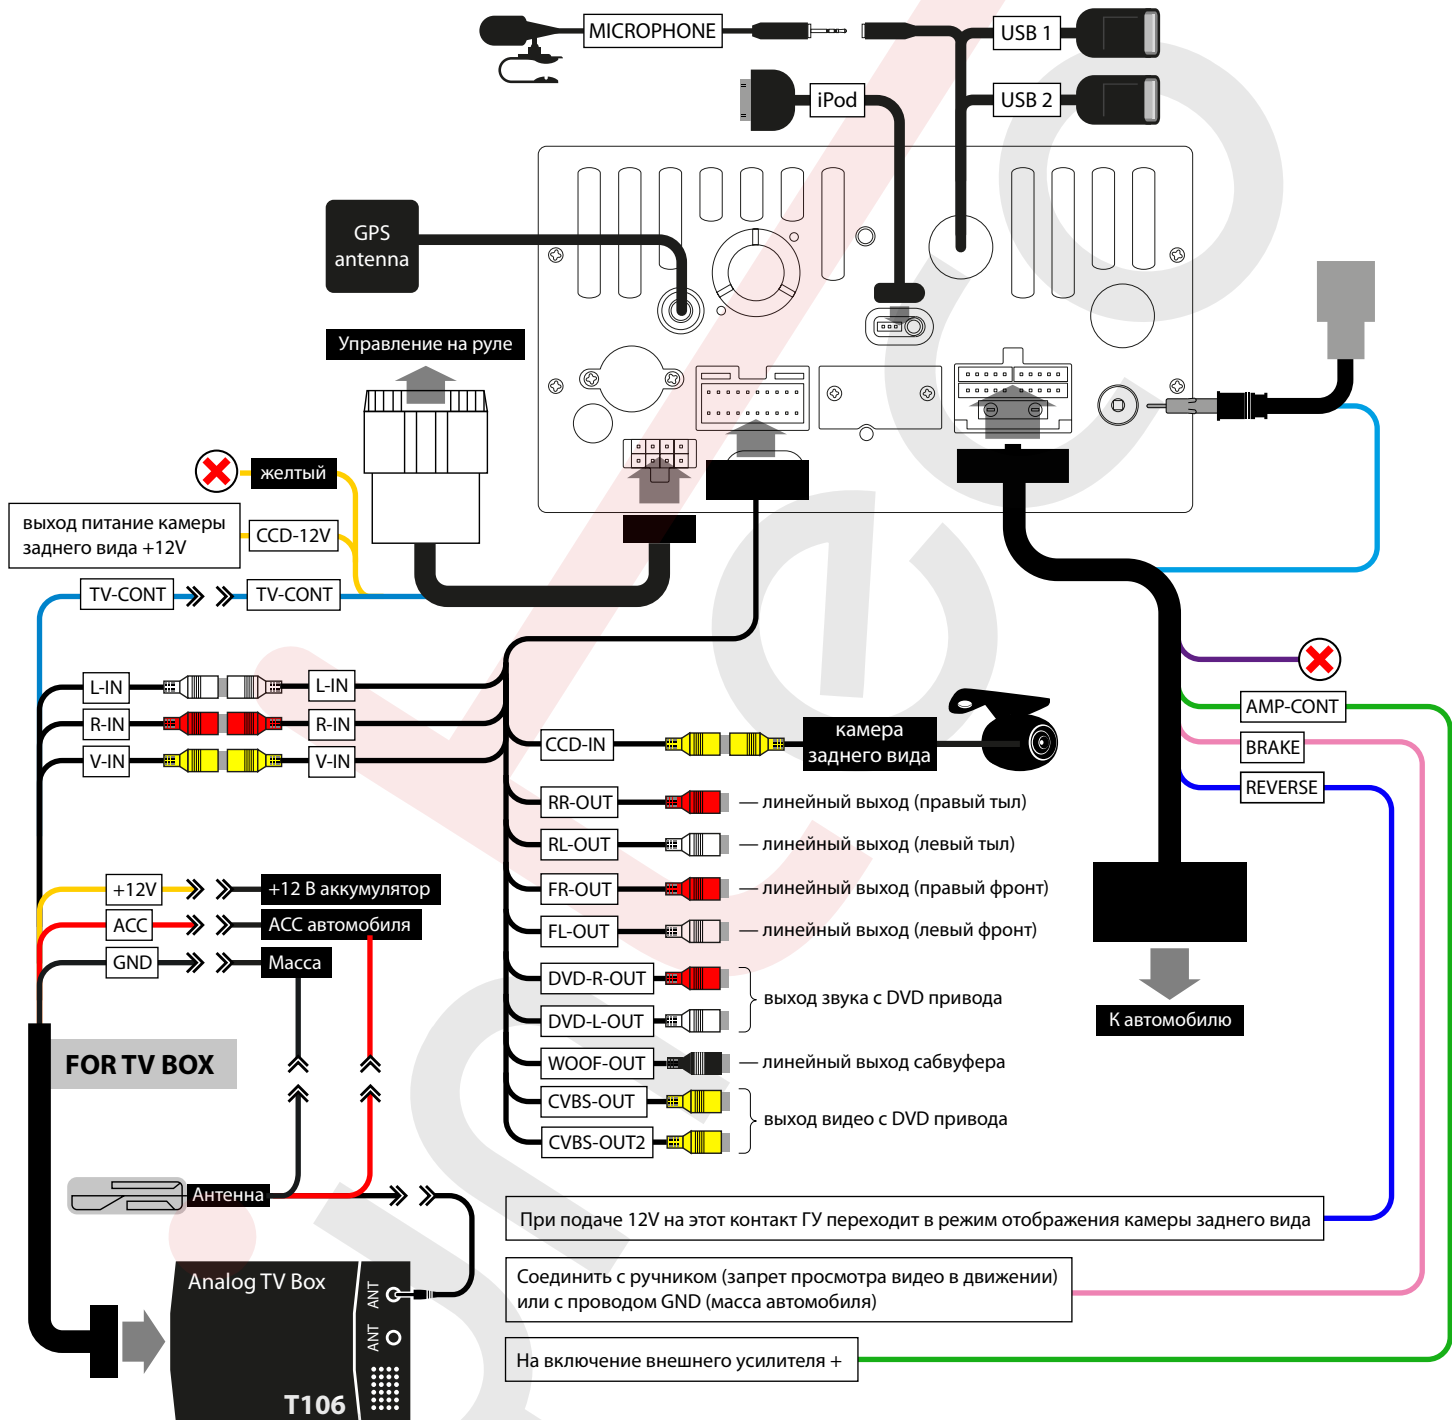 MICROPHONE
USB 1
iPod
USB 2
GPS
antenna
Управление на руле
желтый
выход питание камеры
заднего вида +12V
CCD-12V
TV-CONT
TV-CONT
L-IN
L-IN
R-IN
R-IN
V-IN
V-IN
CCD-IN
камера
заднего вида
AMP-CONT
BRAKE
REVERSE
RR-OUT
— линейный выход (правый тыл)
RL-OUT
— линейный выход (левый тыл)
FR-OUT
— линейный выход (правый фронт)
FL-OUT
— линейный выход (левый фронт)
DVD-R-OUT
DVD-L-OUT
выход звука с DVD привода
WOOF-OUT
— линейный выход сабвуфера
CVBS-OUT
CVBS-OUT2
выход видео с DVD привода
+12V
+12 В аккумулятор
ACC
ACC автомобиля
GND
Масса
К автомобилю
FOR TV BOX
Антенна
При подаче 12V на этот контакт ГУ переходит в режим отображения камеры заднего вида
Соединить с ручником (запрет просмотра видео в движении)
или с проводом GND (масса автомобиля)
На включение внешнего усилителя +
Analog TV Box
ANT
ANT
T106